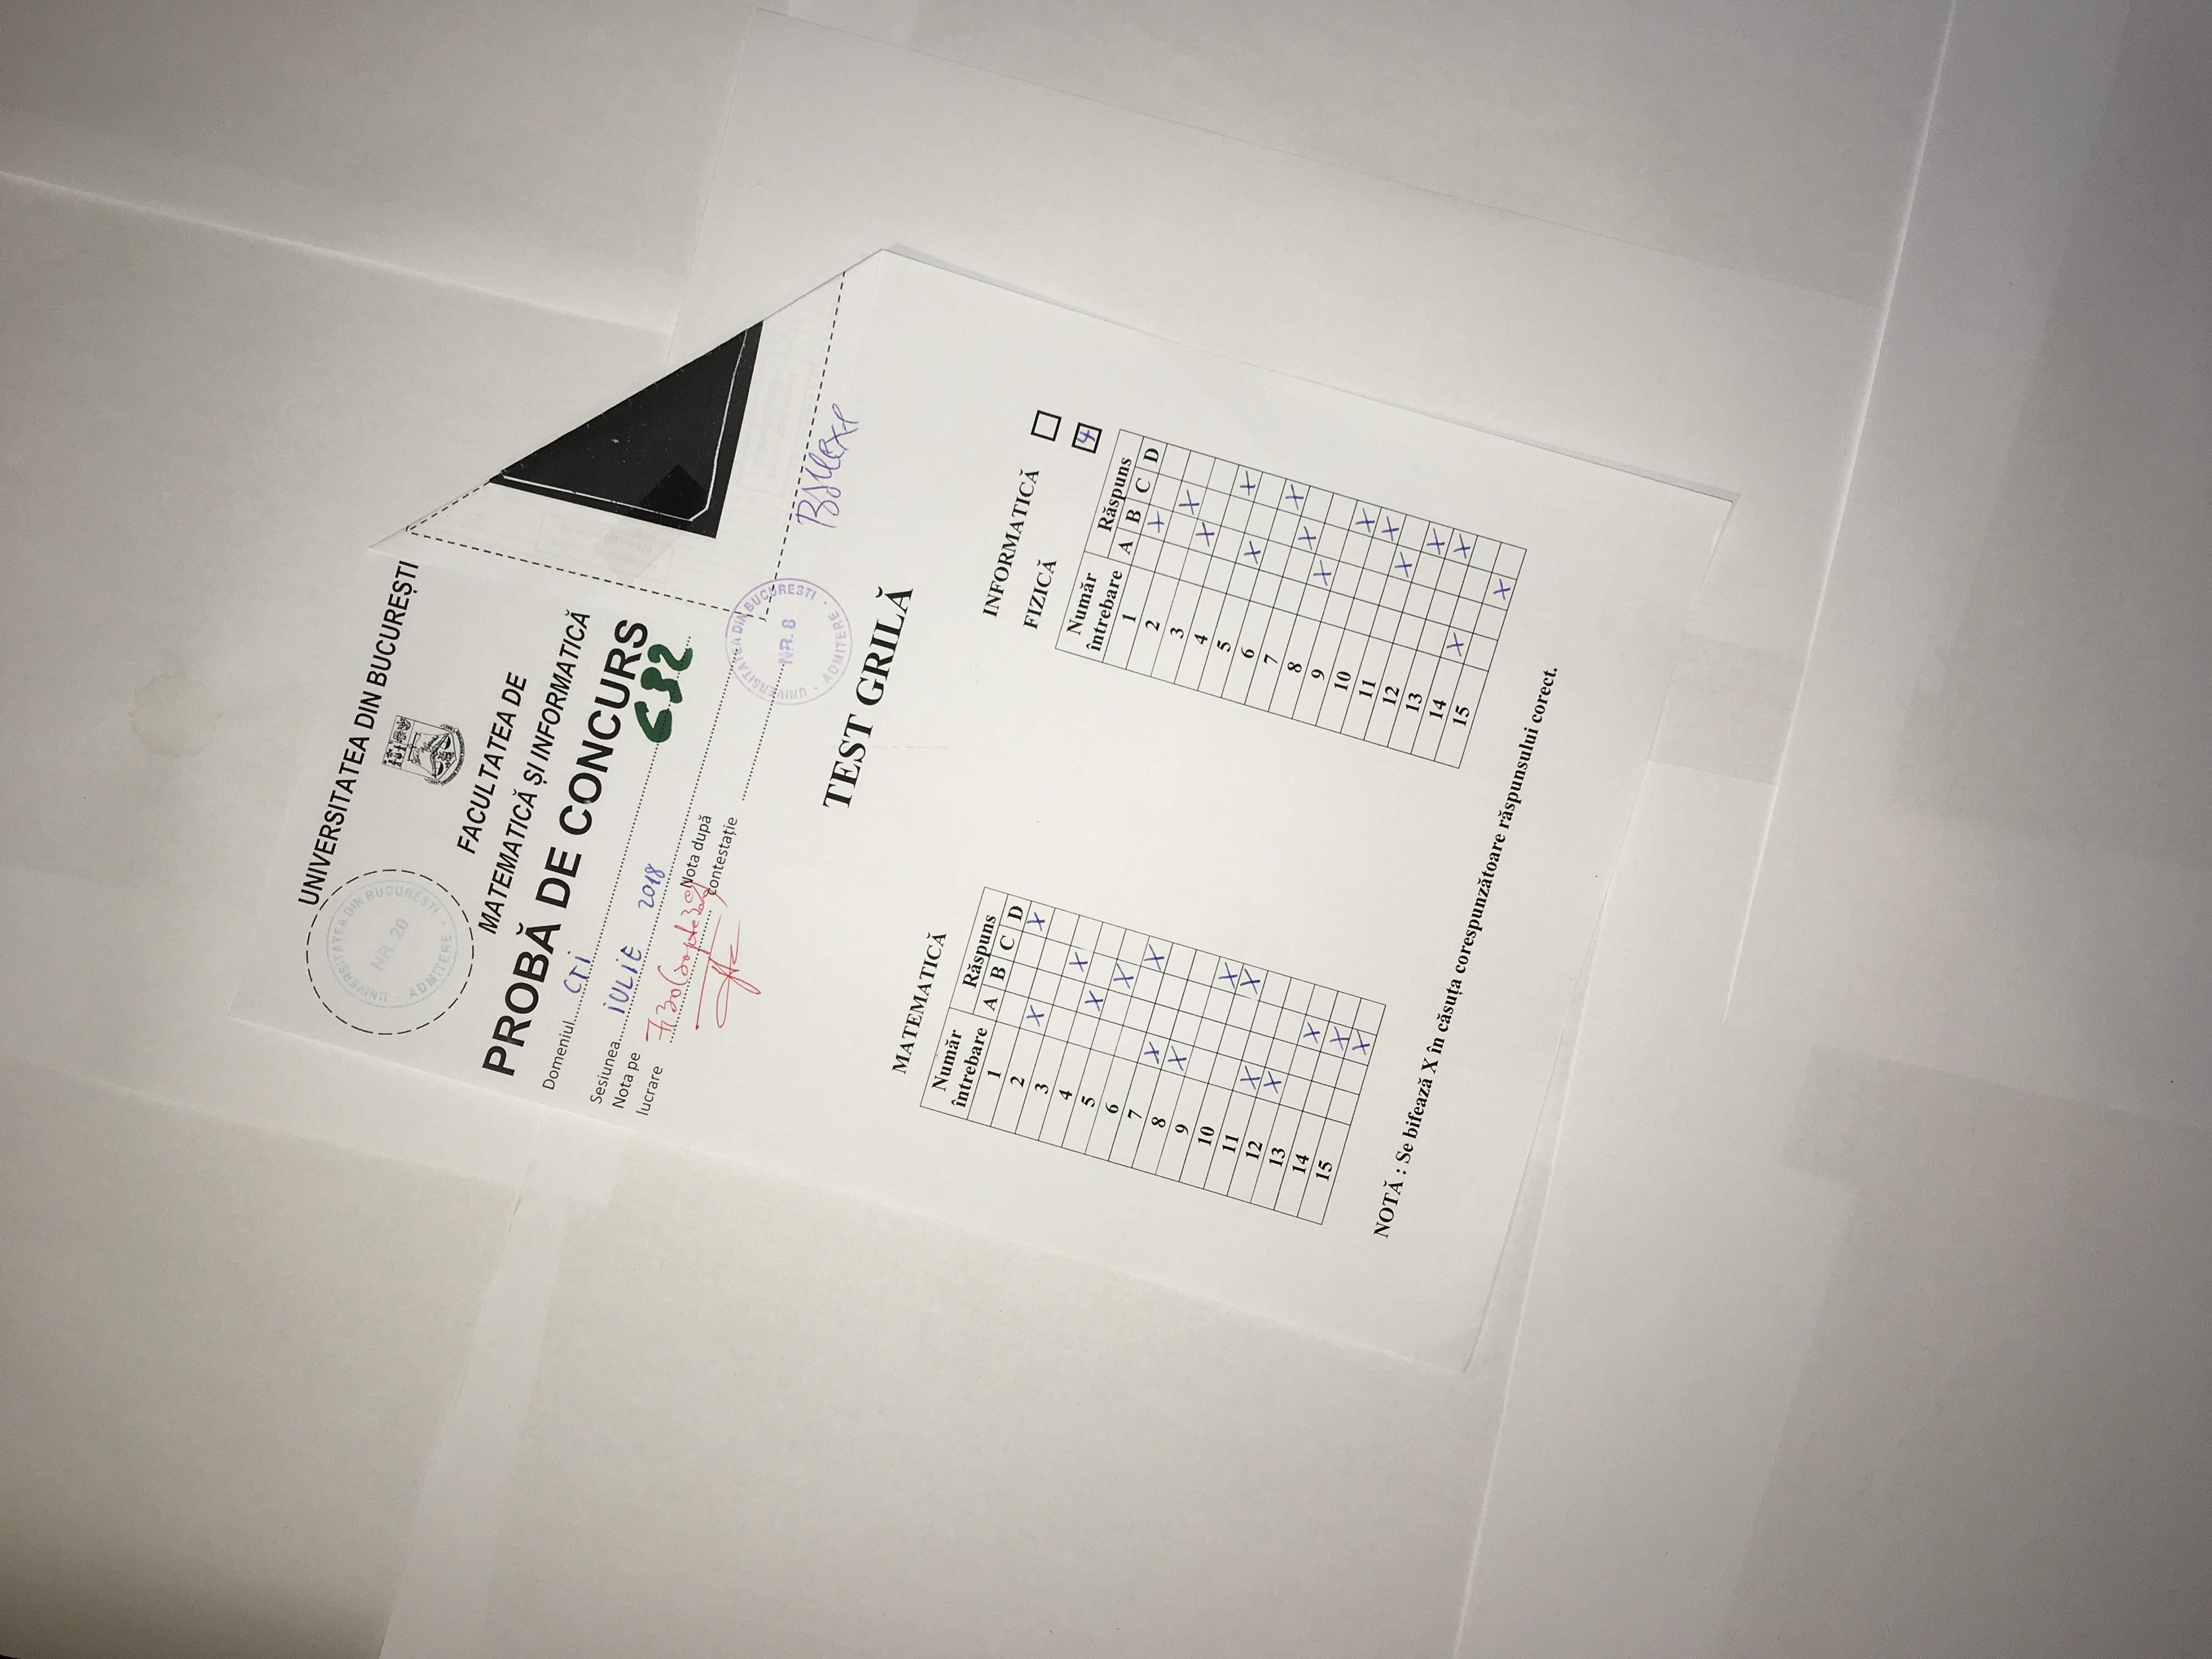 UNIVERSITATEA DIN BUCUREȘTI
UNIVERSITATEA DIN BUCUREȘTI
NR. 20
ADMITERE
FACULTATEA DE
MATEMATICĂ ȘI INFORMATICĂ
PROBĂ DE CONCURS
Domeniul CTI
C32
Sesiunea IULIE 2018
Nota pe
lucrare 7,30 (șapte 30)
Nota după
contestație
UNIVERSITATEA DIN BUCURESTI
NR. 8
ADMITERE
TEST GRILĂ
MATEMATICĂ
Număr
întrebare
Răspuns
A B C D
1 X
2 X
3 X
4 X
5 X
6 X
7 X
8 X
9 X
10 X
11 X
12 X
13 X
14 X
15 X
INFORMATICĂ
FIZICĂ
Număr
întrebare
Răspuns
A B C D
1 X
2 X
3 X
4 X
5 X
6 X
7 X
8 X
9 X
10 X
11 X
12 X
13 X
14 X
15 X
NOTĂ : Se bifează X în căsuța corespunzătoare răspunsului corect.